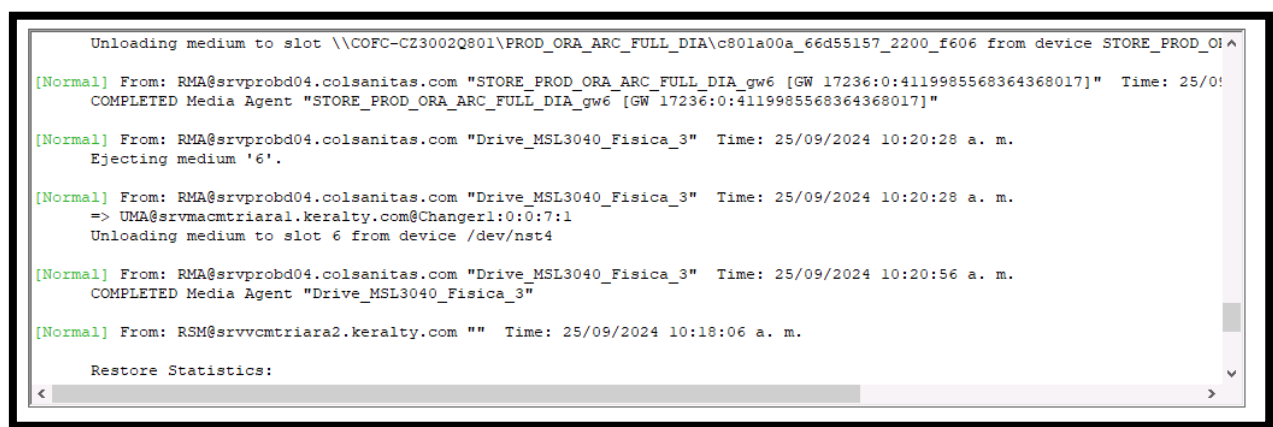 Unloading medium to slot \\COFC-CZ3002Q801\PROD_ORA_ARC_FULL_DIA\c801a00a_66d55157_2200_f606 from device STORE_PROD_OR
[Normal] From: RMA@srvprobd04.colsanitas.com "STORE_PROD_ORA_ARC_FULL_DIA_gw6 [GW 17236:0:4119985568364368017]" Time: 25/09
COMPLETED Media Agent "STORE_PROD_ORA_ARC_FULL_DIA_gw6 [GW 17236:0:4119985568364368017]"
[Normal] From: RMA@srvprobd04.colsanitas.com "Drive_MSL3040_Fisica_3" Time: 25/09/2024 10:20:28 a. m.
Ejecting medium '6'.
[Normal] From: RMA@srvprobd04.colsanitas.com "Drive_MSL3040_Fisica_3" Time: 25/09/2024 10:20:28 a. m.
=> UMA@srvmacmtriara1.keralty.com@Changer1:0:0:7:1
Unloading medium to slot 6 from device /dev/nst4
[Normal] From: RMA@srvprobd04.colsanitas.com "Drive_MSL3040_Fisica_3" Time: 25/09/2024 10:20:56 a. m.
COMPLETED Media Agent "Drive_MSL3040_Fisica_3"
[Normal] From: RSM@srvvcmtriara2.keralty.com "" Time: 25/09/2024 10:18:06 a. m.
Restore Statistics: